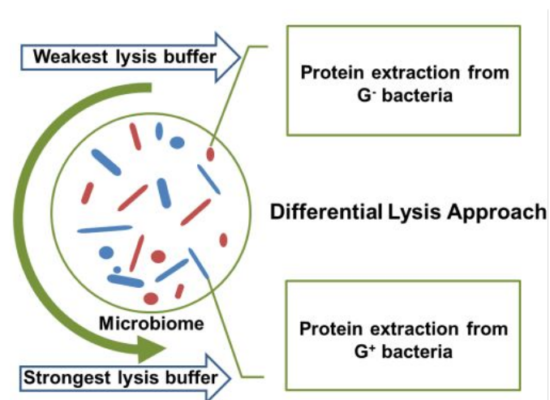 Weakest lysis buffer
Protein extraction from
G⁻ bacteria
Differential Lysis Approach
Microbiome
Protein extraction from
G⁺ bacteria
Strongest lysis buffer